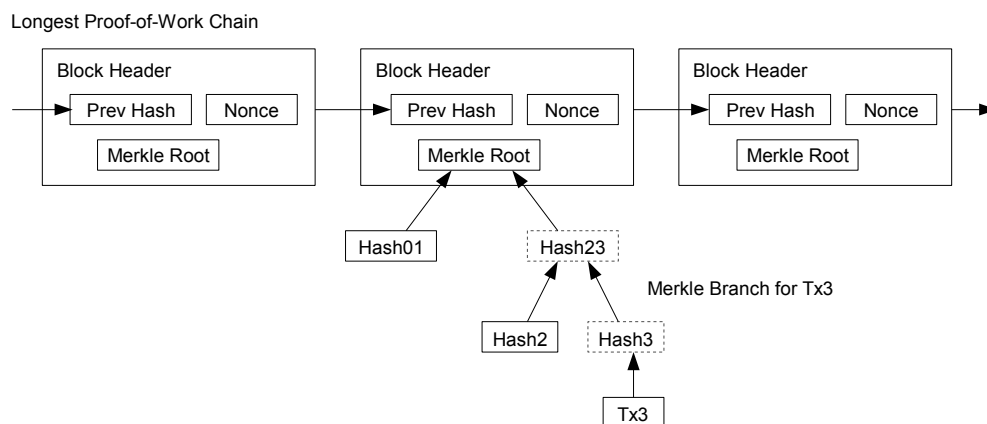 Longest Proof-of-Work Chain
Block Header
Prev Hash
Nonce
Merkle Root
Block Header
Prev Hash
Nonce
Merkle Root
Block Header
Prev Hash
Nonce
Merkle Root
Hash01
Hash23
Merkle Branch for Tx3
Hash2
Hash3
Tx3